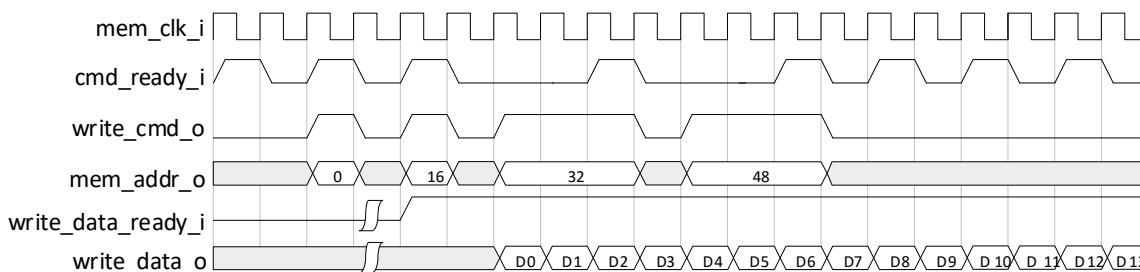 mem_clk_i
cmd_ready_i
write_cmd_o
mem_addr_o 0 16 32 48
write_data_ready_i
write_data_o D0 D1 D2 D3 D4 D5 D6 D7 D8 D9 D 10 D 11 D 12 D 13